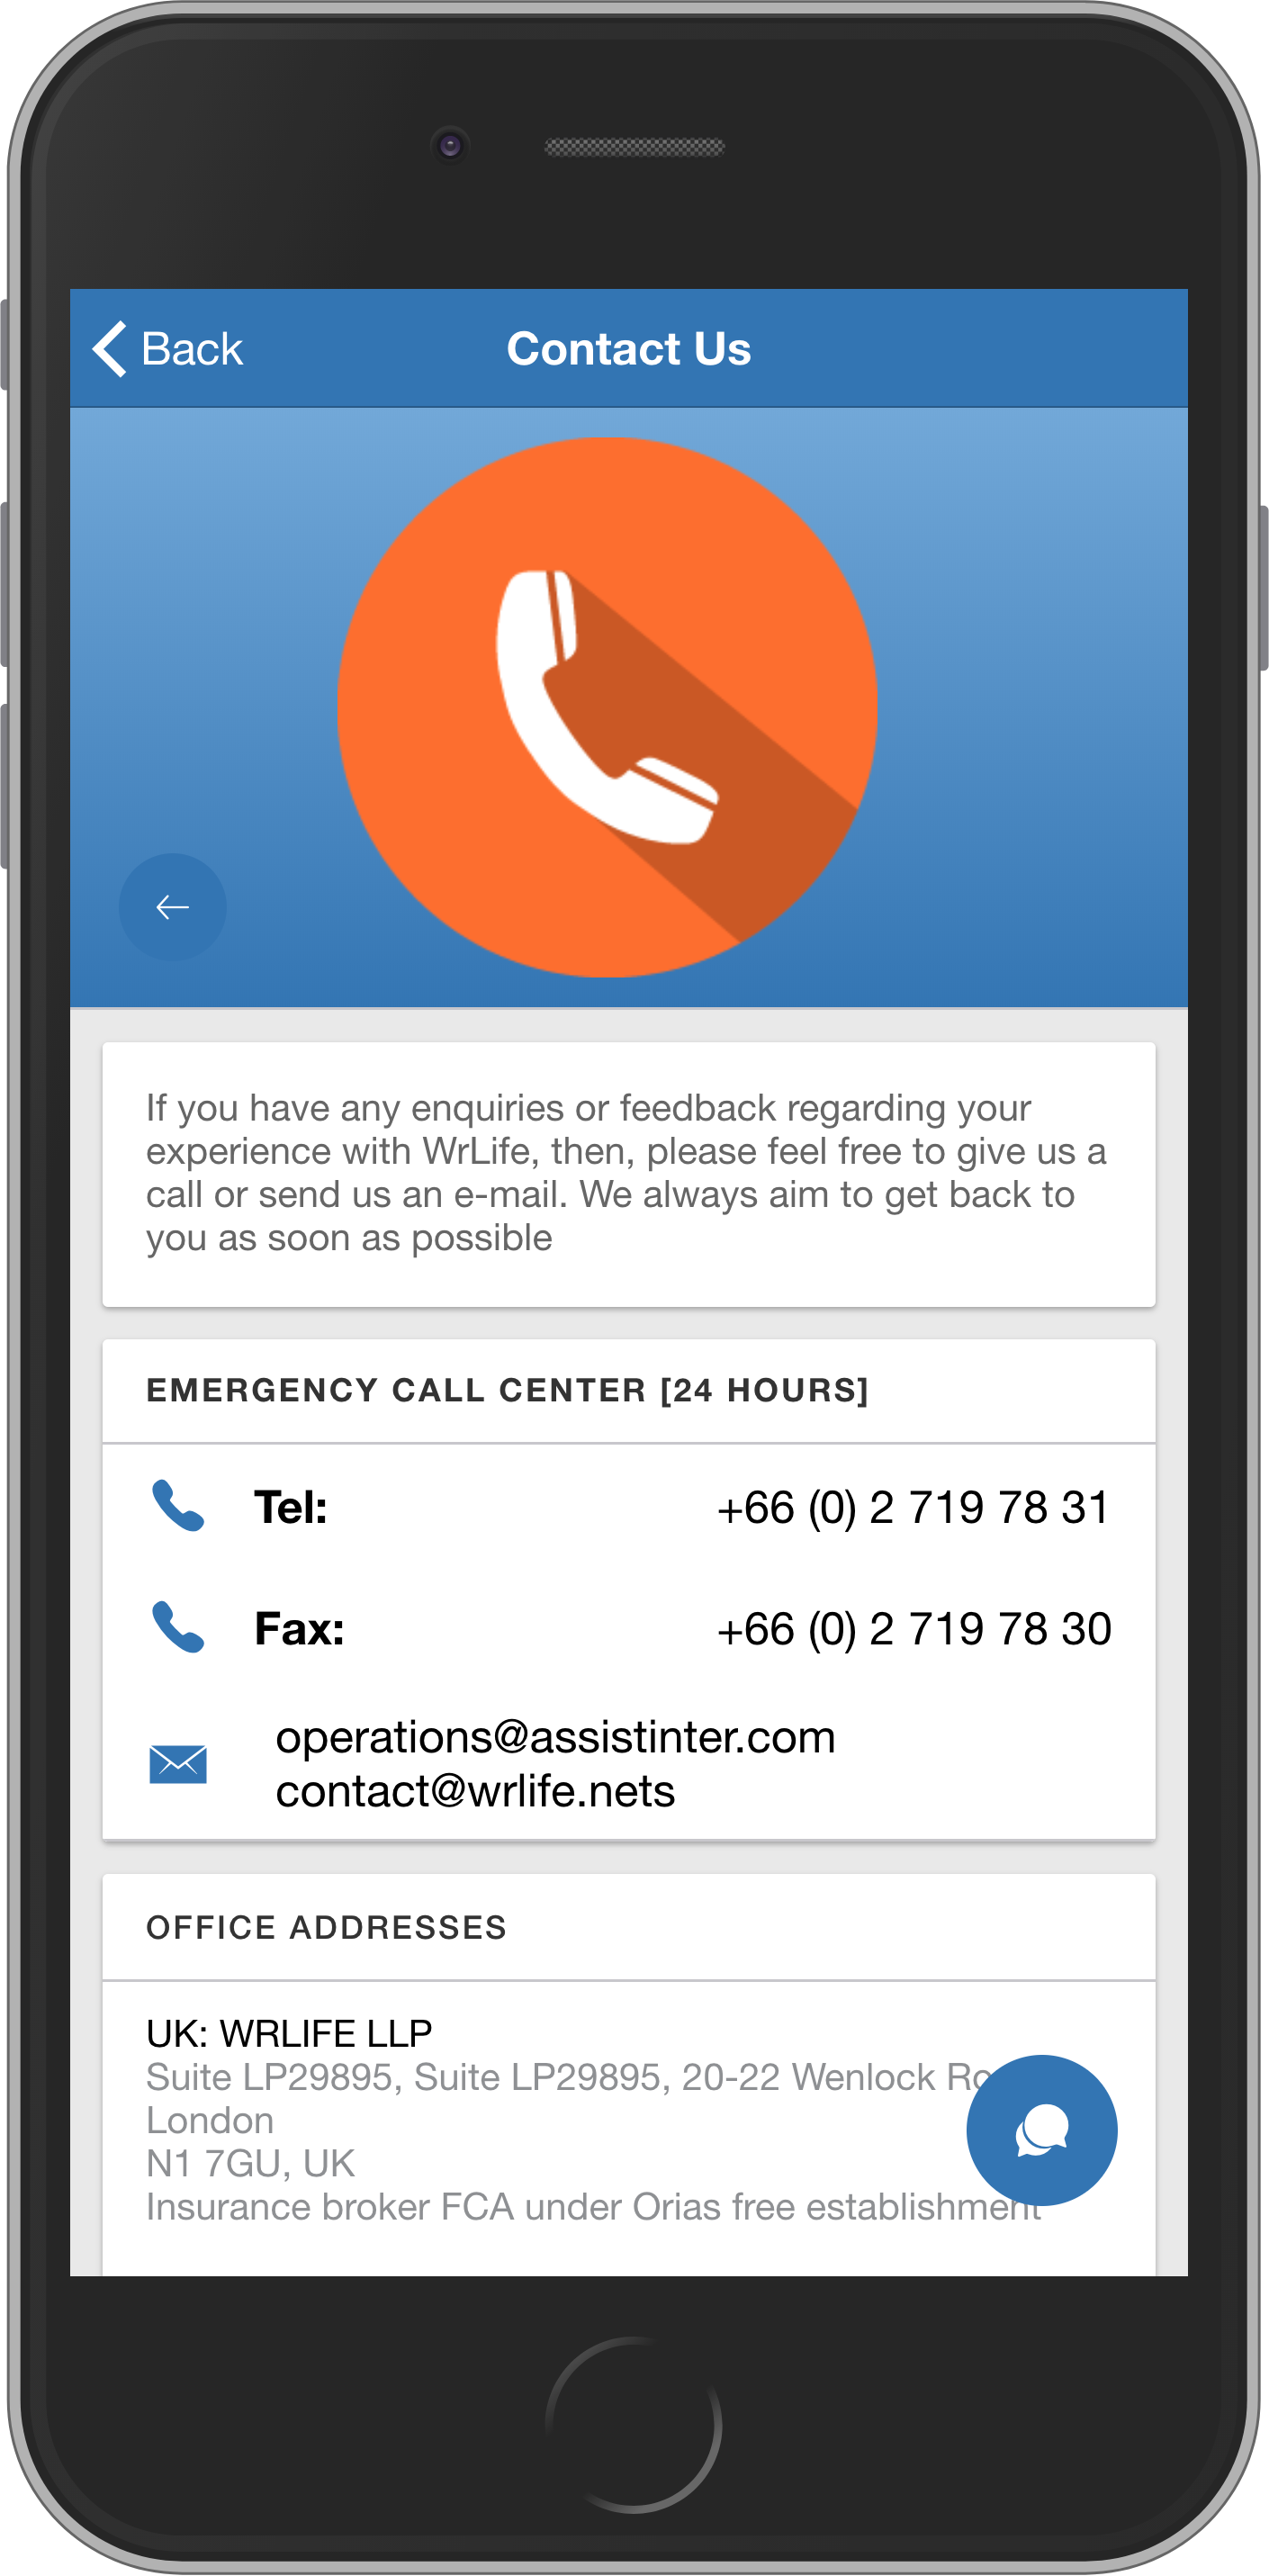 Back
Contact Us
If you have any enquiries or feedback regarding your
experience with WrLife, then, please feel free to give us a
call or send us an e-mail. We always aim to get back to
you as soon as possible
EMERGENCY CALL CENTER [24 HOURS]
Tel: +66 (0) 2 719 78 31
Fax: +66 (0) 2 719 78 30
operations@assistinter.com
contact@wrlife.nets
OFFICE ADDRESSES
UK: WRLIFE LLP
Suite LP29895, Suite LP29895, 20-22 Wenlock
London
N1 7GU, UK
Insurance broker FCA under Orias free establishment